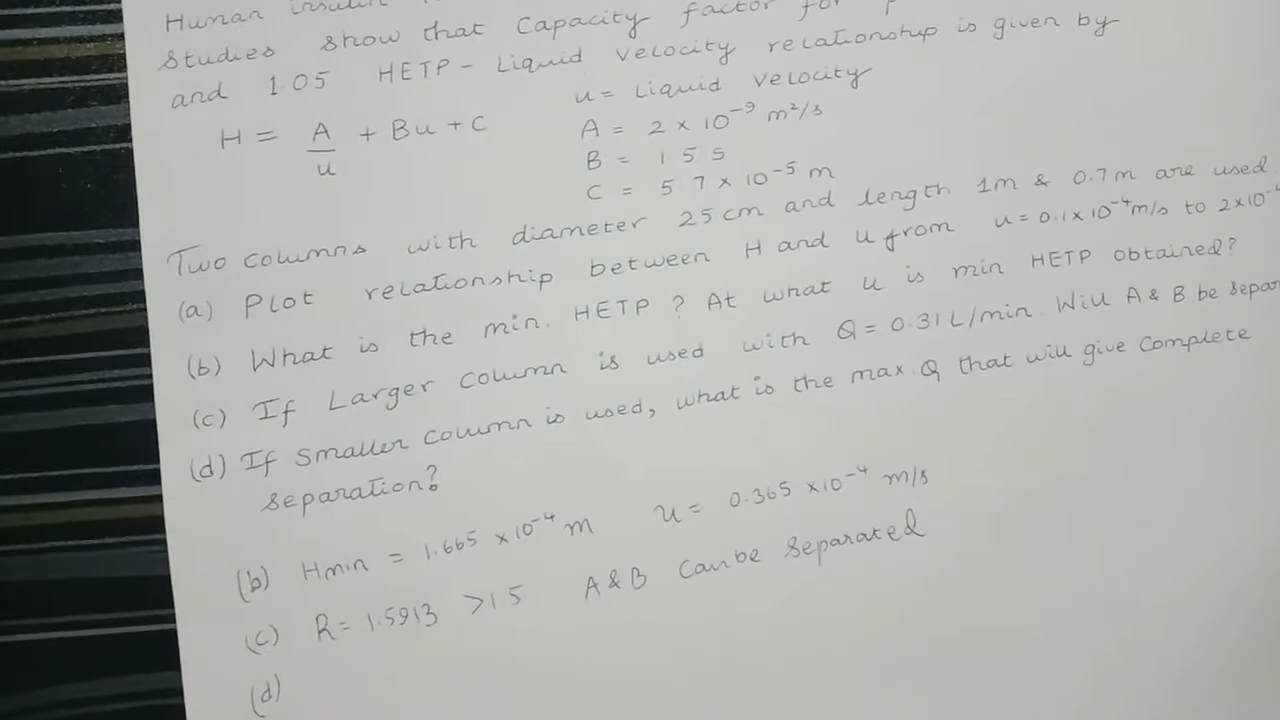 Human insulin
Studies show that Capacity factor for
and 1.05 HETP - Liquid Velocity relationship is given by
H = A/u + Bu + C
u = Liquid Velocity
A = 2 × 10⁻⁹ m²/s
B = 1 5 s
C = 5 7 × 10⁻⁵ m
Two columns with diameter 25 cm and length 1m & 0.7m are used
(a) Plot relationship between H and u from u = 0.1×10⁻⁴m/s to 2×10⁻⁴
(b) What is the min. HETP ? At what u is min HETP obtained?
(c) If Larger column is used with Q = 0.31 L/min. Will A & B be
(d) If smaller column is used, what is the max. Q that will give complete
separation?
(b) Hmin = 1.665 × 10⁻⁴ m u = 0.365 × 10⁻⁴ m/s
(c) R = 1.5913 > 1 5 A & B Can be Separated
(d)